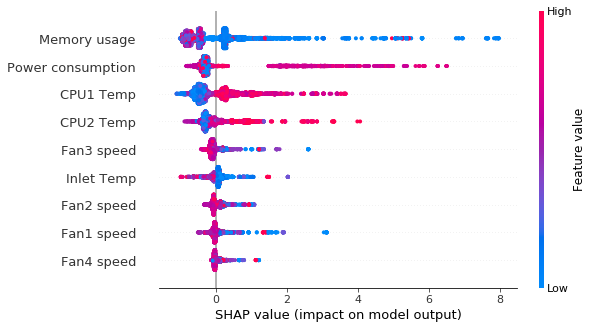 High
Memory usage
Power consumption
CPU1 Temp
CPU2 Temp
Fan3 speed
Inlet Temp
Fan2 speed
Fan1 speed
Fan4 speed
Feature value
Low
0 2 4 6 8
SHAP value (impact on model output)